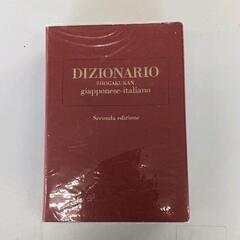 DIZIONARIO
SHOGAKUKAN
giapponese-italiano
Seconda edizione